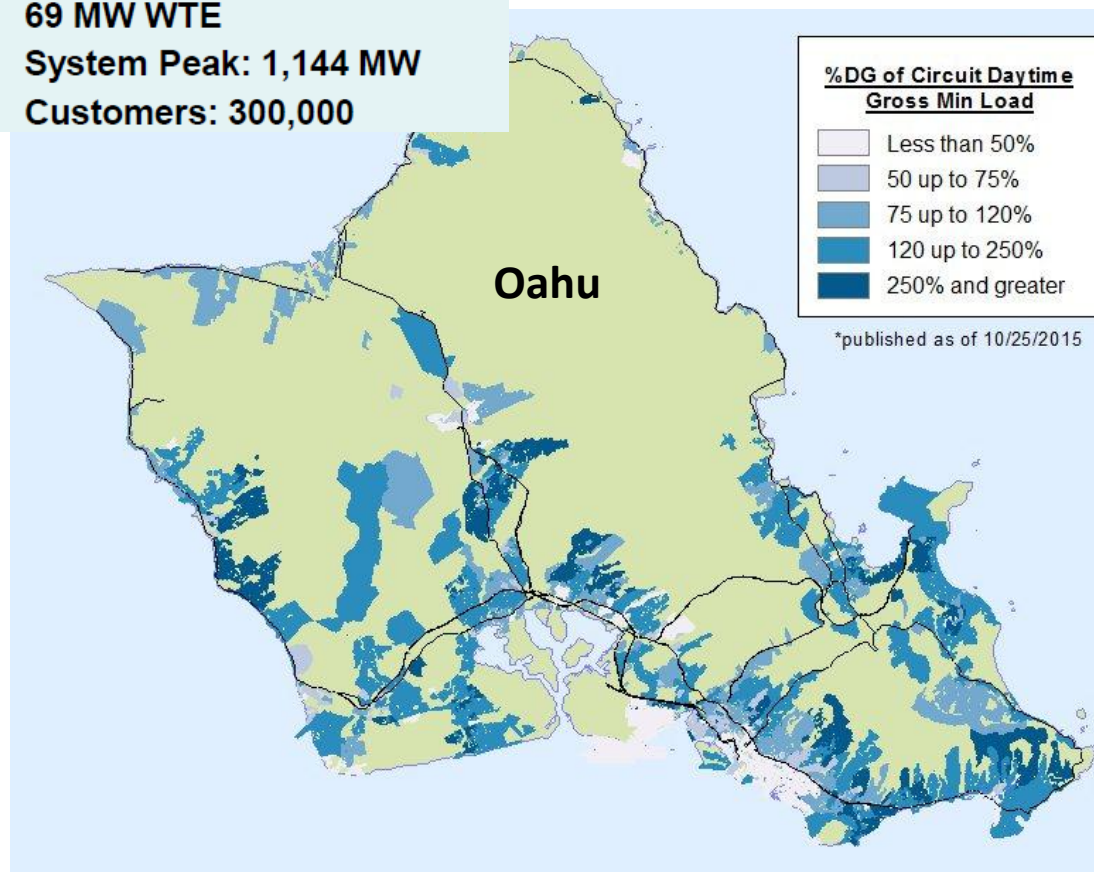 69 MW WTE
System Peak: 1,144 MW
Customers: 300,000
%DG of Circuit Daytime
Gross Min Load
Less than 50%
50 up to 75%
75 up to 120%
120 up to 250%
250% and greater
*published as of 10/25/2015
Oahu